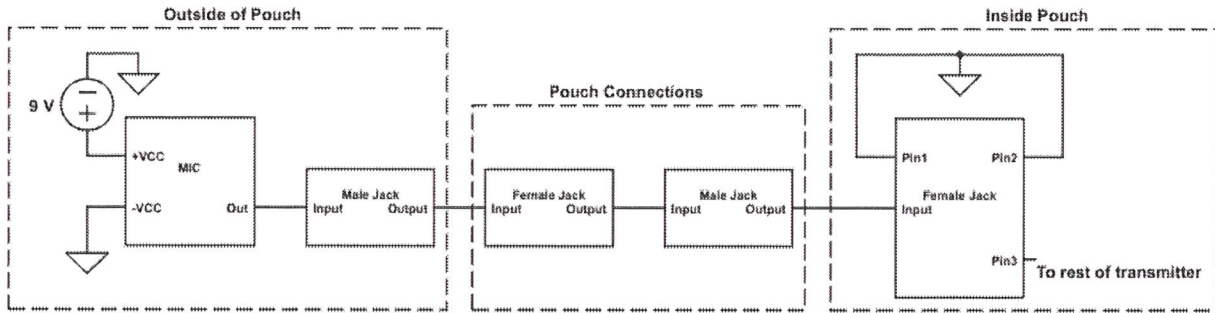 Outside of Pouch
Inside Pouch
Pouch Connections
9 V
+VCC
MIC
-VCC
Out
Male Jack
Input
Output
Female Jack
Input
Output
Male Jack
Input
Output
Pin1
Pin2
Female Jack
Input
Pin3
To rest of transmitter